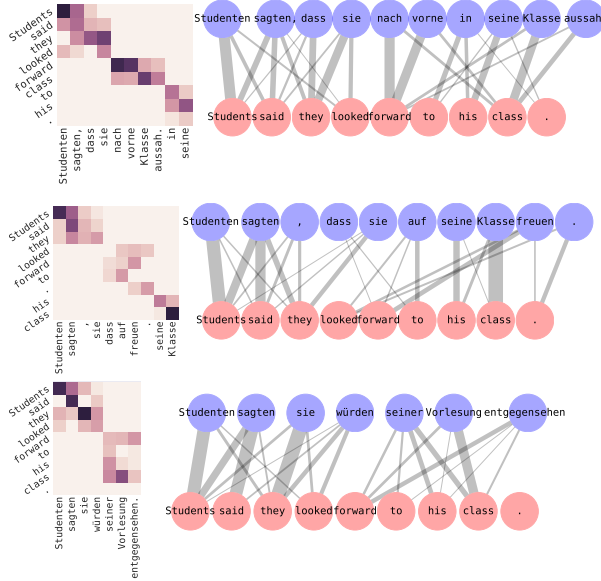 Students
said
they
looked
forward
class
to
his
.
Studenten
sagten,
dass
sie
nach
vorne
Klasse
aussah.
in
seine
Studenten sagten, dass sie nach vorne in seine Klasse aussah
Students said they looked forward to his class .
Students
said
they
looked
forward
to
.
his
class
Studenten
sagten
,
sie
dass
auf
freuen
.
seine
Klasse
Studenten sagten , dass sie auf seine Klasse freuen .
Students said they looked forward to his class .
Students
said
they
looked
forward
to
his
class
.
Studenten
sagten
sie
würden
seiner
Vorlesung
entgegensehen.
Studenten sagten sie würden seiner Vorlesung entgegensehen
Students said they looked forward to his class .